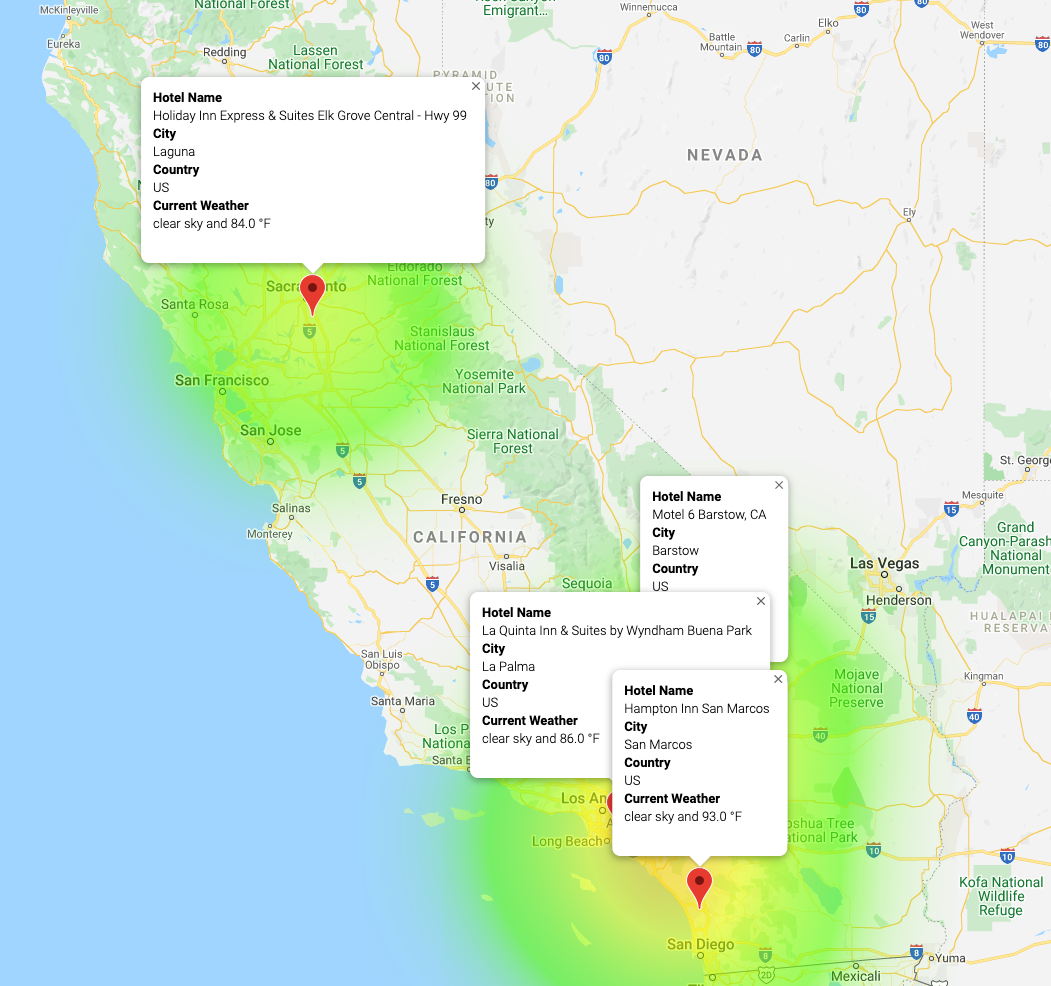 McKinleyville
Eureka
National Forest
Redding
Lassen
National Forest
Emigrant...
Winnemucca
Battle
Mountain
Carlin
Elko
West
Wendover
80
80
80
80
PYRAMID
NEVADA
80
Ely
Hotel Name
Holiday Inn Express & Suites Elk Grove Central - Hwy 99
City
Laguna
Country
US
Current Weather
clear sky and 84.0 °F
Eldorado
National Forest
Santa Rosa
5
Stanislaus
National Forest
San Francisco
Yosemite
National Park
San Jose
5
5
Sierra National
Forest
Salinas
Monterey
Fresno
CALIFORNIA
Visalia
5
Sequoia
St. George
Mesquite
15
Grand
Canyon-Parash
National
Monument
Las Vegas
Henderson
15
HUALAPAI
RESERVA
Hotel Name
Motel 6 Barstow, CA
City
Barstow
Country
US
Hotel Name
La Quinta Inn & Suites by Wyndham Buena Park
City
La Palma
Country
US
Current Weather
clear sky and 86.0 °F
Hotel Name
Hampton Inn San Marcos
City
San Marcos
Country
US
Current Weather
clear sky and 93.0 °F
San Luis
Obispo
Santa Maria
Los P
Nationa
Santa B
Mojave
National
Preserve
Kingman
40
40
Los An
Long Beach
oshua Tree
ational Park
10
10
Kofa National
Wildlife
Refuge
San Diego
8
2D
8
Yuma
Mexicali